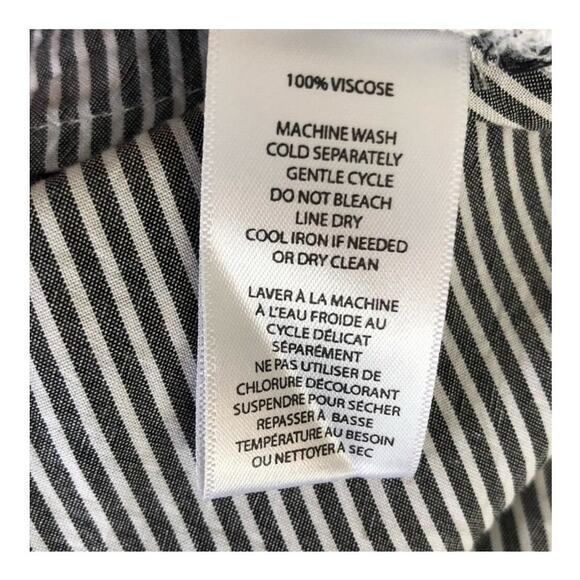 100% VISCOSE
MACHINE WASH
COLD SEPARATELY
GENTLE CYCLE
DO NOT BLEACH
LINE DRY
COOL IRON IF NEEDED
OR DRY CLEAN
LAVER À LA MACHINE
À L'EAU FROIDE AU
CYCLE DÉLICAT
SÉPARÉMENT
NE PAS UTILISER DE
CHLORURE DÉCOLORANT
SUSPENDRE POUR SÉCHER
REPASSER À BASSE
TEMPÉRATURE AU BESOIN
OU NETTOYER À SEC